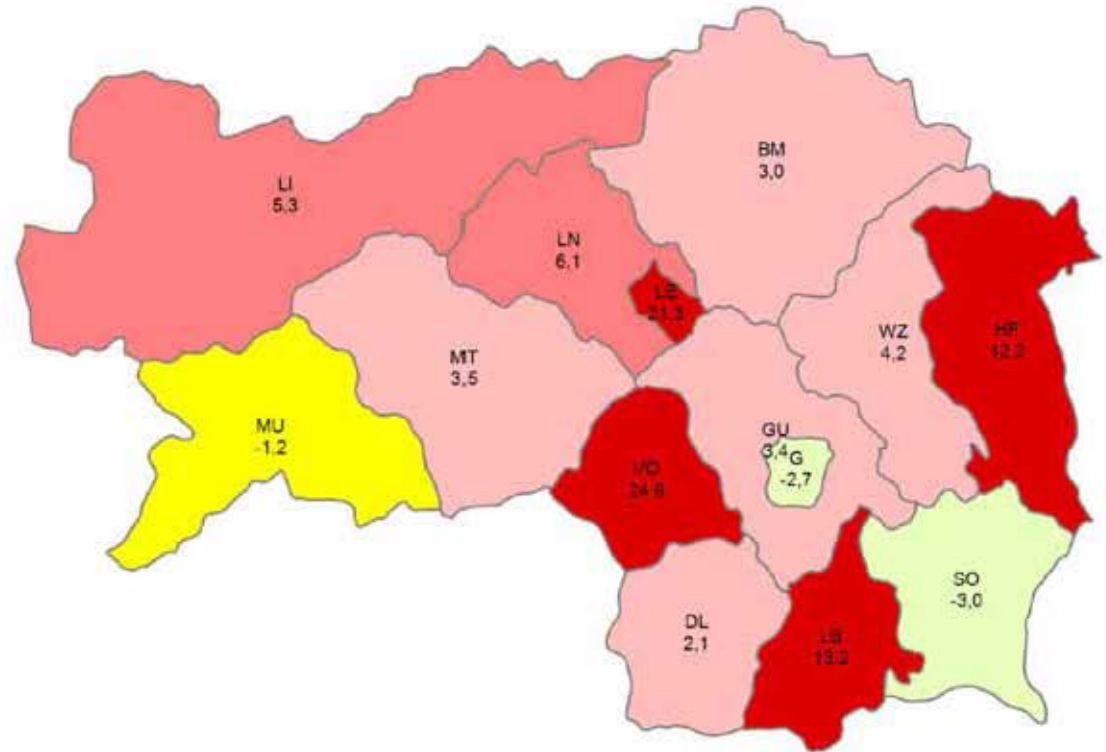 BM
3,0
LI
5,3
LN
6,1
LE
21,3
WZ
4,2
HF
12,2
MT
3,5
MU
-1,2
GU
3,4
G
-2,7
VO
24,8
SO
-3,0
DL
2,1
LB
13,2